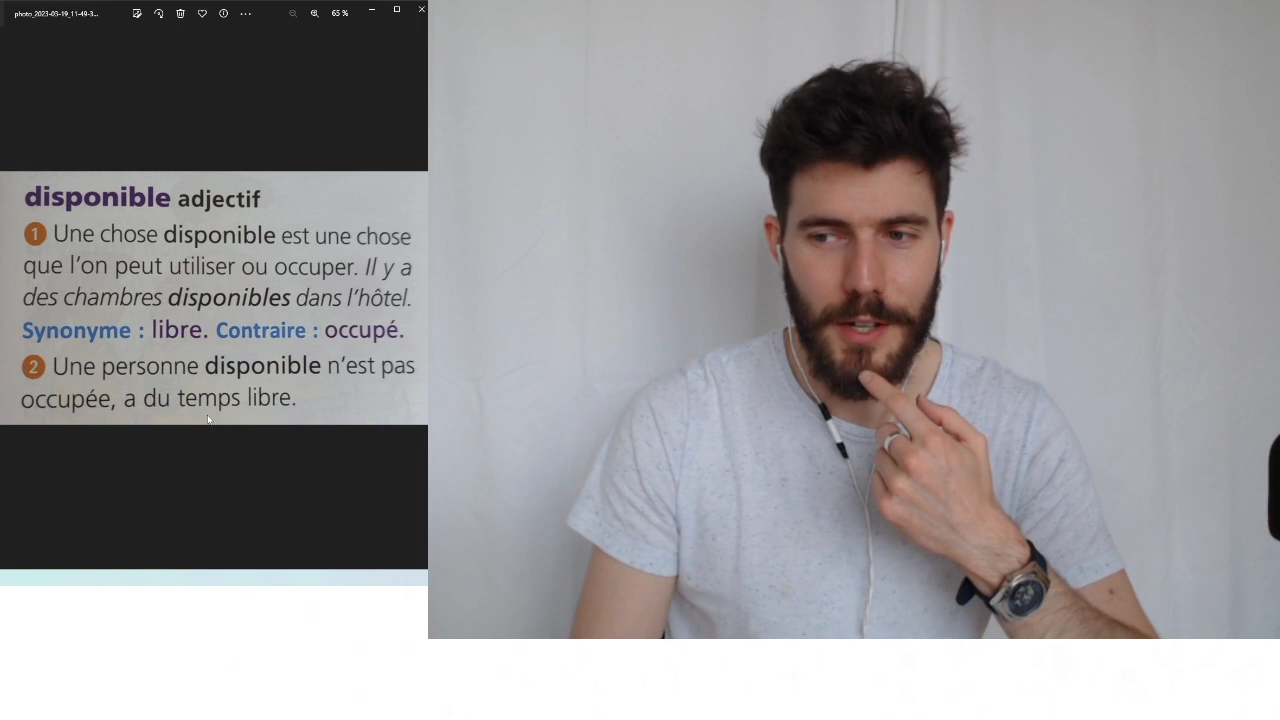 photo_2023-03-19_11-49-3...
65 %
disponible adjectif
1 Une chose disponible est une chose
que l'on peut utiliser ou occuper. Il y a
des chambres disponibles dans l'hôtel.
Synonyme : libre. Contraire : occupé.
2 Une personne disponible n'est pas
occupée, a du temps libre.